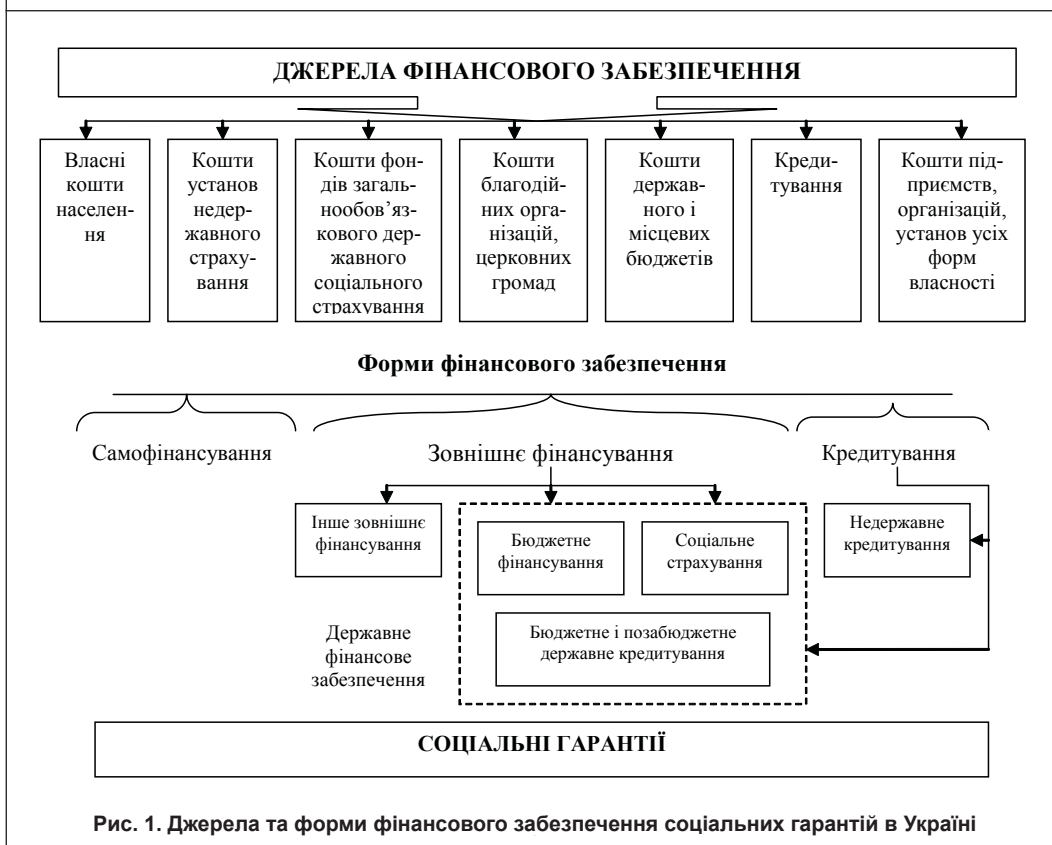 ДЖЕРЕЛА ФІНАНСОВОГО ЗАБЕЗПЕЧЕННЯ
Власні
кошти
населен-
ня
Кошти
установ
недер-
жавного
страху-
вання
Кошти фон-
дів загаль-
нообов’яз-
кового дер-
жавного
соціального
страхування
Кошти
благодій-
них орга-
нізацій,
церковних
громад
Кошти
держав-
ного і
місцевих
бюджетів
Креди-
тування
Кошти під-
приємств,
організацій,
установ усіх
форм
власності
Форми фінансового забезпечення
Самофінансування
Зовнішнє фінансування
Кредитування
Інше зовнішнє
фінансування
Бюджетне
фінансування
Соціальне
страхування
Недержавне
кредитування
Державне
фінансове
забезпечення
Бюджетне і позабюджетне
державне кредитування
СОЦІАЛЬНІ ГАРАНТІЇ
Рис. 1. Джерела та форми фінансового забезпечення соціальних гарантій в Україні